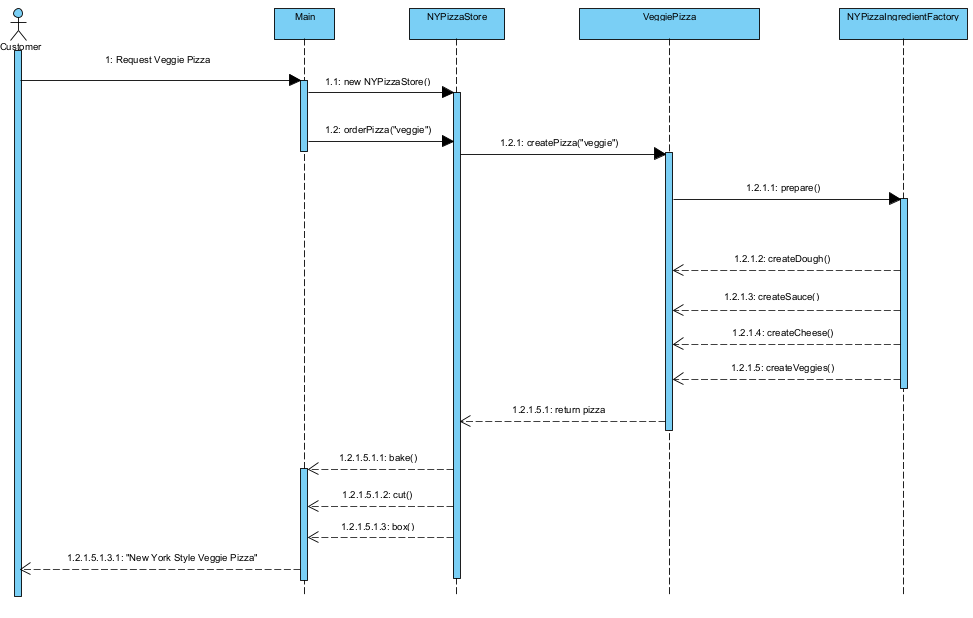 Main
NYPizzaStore
VeggiePizza
NYPizzaIngredientFactory
Customer
1: Request Veggie Pizza
1.1: new NYPizzaStore()
1.2: orderPizza("veggie")
1.2.1: createPizza("veggie")
1.2.1.1: prepare()
1.2.1.2: createDough()
1.2.1.3: createSauce()
1.2.1.4: createCheese()
1.2.1.5: createVeggies()
1.2.1.5.1: return pizza
1.2.1.5.1.1: bake()
1.2.1.5.1.2: cut()
1.2.1.5.1.3: box()
1.2.1.5.1.3.1: "New York Style Veggie Pizza"